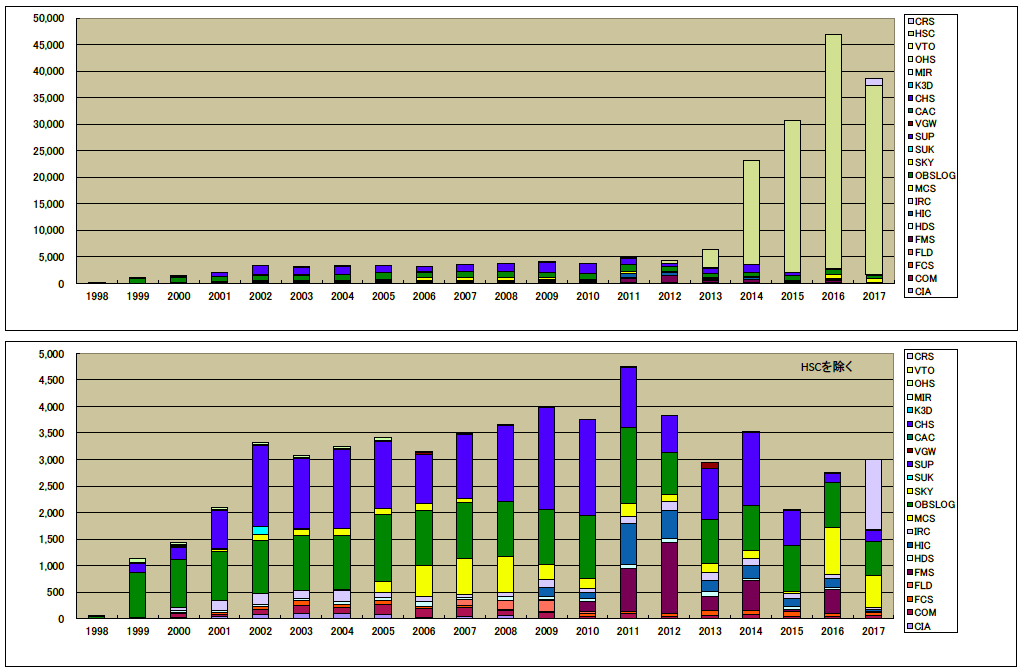 50,000
45,000
40,000
35,000
30,000
25,000
20,000
15,000
10,000
5,000
0
1998 1999 2000 2001 2002 2003 2004 2005 2006 2007 2008 2009 2010 2011 2012 2013 2014 2015 2016 2017
CRS
HSC
VTO
OHS
MIR
K3D
CHS
CAC
VGW
SUP
SUK
SKY
OBSLOG
MCS
IRC
HIC
HDS
FMS
FLD
FCS
COM
CIA
HSCを除く
5,000
4,500
4,000
3,500
3,000
2,500
2,000
1,500
1,000
500
0
1998 1999 2000 2001 2002 2003 2004 2005 2006 2007 2008 2009 2010 2011 2012 2013 2014 2015 2016 2017
CRS
VTO
OHS
MIR
K3D
CHS
CAC
VGW
SUP
SUK
SKY
OBSLOG
MCS
IRC
HIC
HDS
FMS
FLD
FCS
COM
CIA